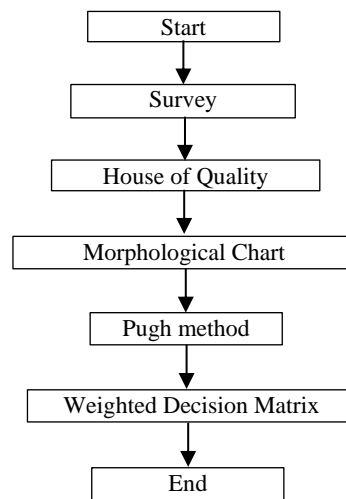 Start
Survey
House of Quality
Morphological Chart
Pugh method
Weighted Decision Matrix
End